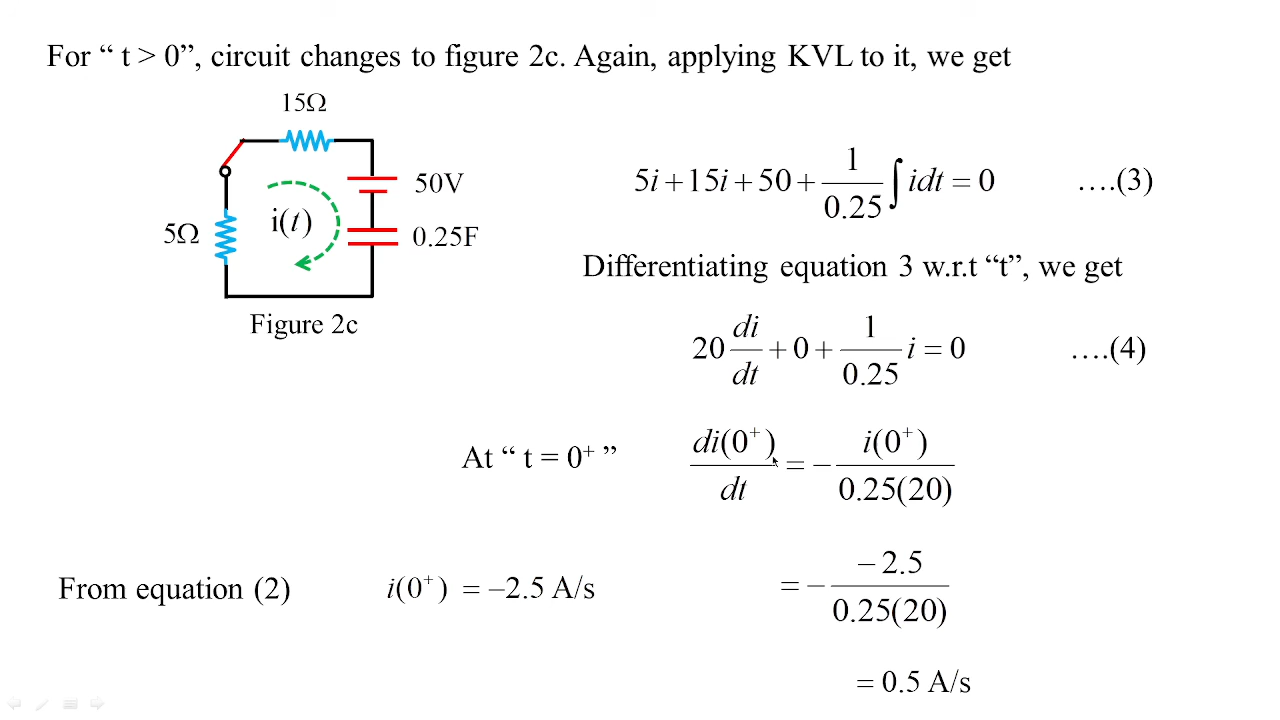 For “ t > 0”, circuit changes to figure 2c. Again, applying KVL to it, we get
15Ω
50V
5Ω
i(t)
0.25F
Figure 2c
5i + 15i + 50 + 1/0.25 ∫ idt = 0 ….(3)
Differentiating equation 3 w.r.t “t”, we get
20 di/dt + 0 + 1/0.25 i = 0 ….(4)
At “ t = 0⁺ ” di(0⁺)/dt = − i(0⁺)/0.25(20)
From equation (2) i(0⁺) = –2.5 A/s = − −2.5/0.25(20)
= 0.5 A/s